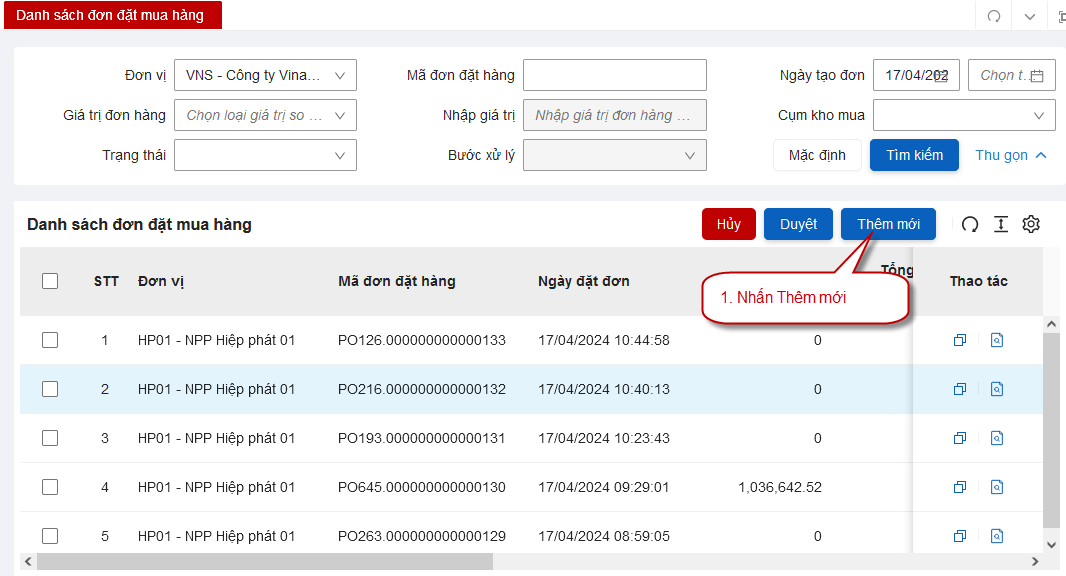 Danh sách đơn đặt mua hàng
Đơn vị VNS - Công ty Vina... Mã đơn đặt hàng Ngày tạo đơn 17/04/202 Chọn t...
Giá trị đơn hàng Chọn loại giá trị so ... Nhập giá trị Nhập giá trị đơn hàng ... Cụm kho mua
Trạng thái Bước xử lý Mặc định Tìm kiếm Thu gọn
Danh sách đơn đặt mua hàng Hủy Duyệt Thêm mới
STT Đơn vị Mã đơn đặt hàng Ngày đặt đơn Tổng Thao tác
1. Nhấn Thêm mới
1 HP01 - NPP Hiệp phát 01 PO126.000000000000133 17/04/2024 10:44:58 0
2 HP01 - NPP Hiệp phát 01 PO216.000000000000132 17/04/2024 10:40:13 0
3 HP01 - NPP Hiệp phát 01 PO193.000000000000131 17/04/2024 10:23:43 0
4 HP01 - NPP Hiệp phát 01 PO645.000000000000130 17/04/2024 09:29:01 1,036,642.52
5 HP01 - NPP Hiệp phát 01 PO263.000000000000129 17/04/2024 08:59:05 0